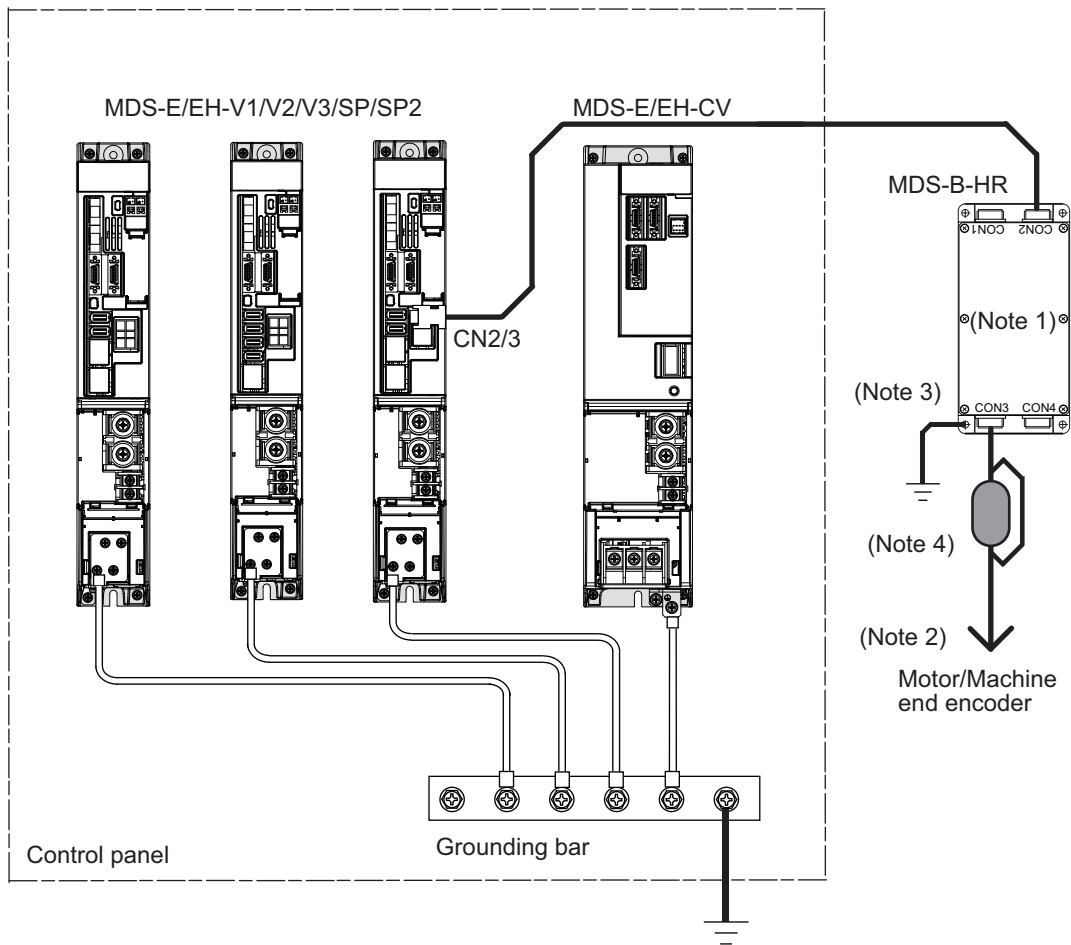 MDS-E/EH-V1/V2/V3/SP/SP2
MDS-E/EH-CV
MDS-B-HR
CON1
CON2
(Note 1)
CN2/3
(Note 3)
CON3
CON4
(Note 4)
(Note 2)
Motor/Machine
end encoder
Grounding bar
Control panel